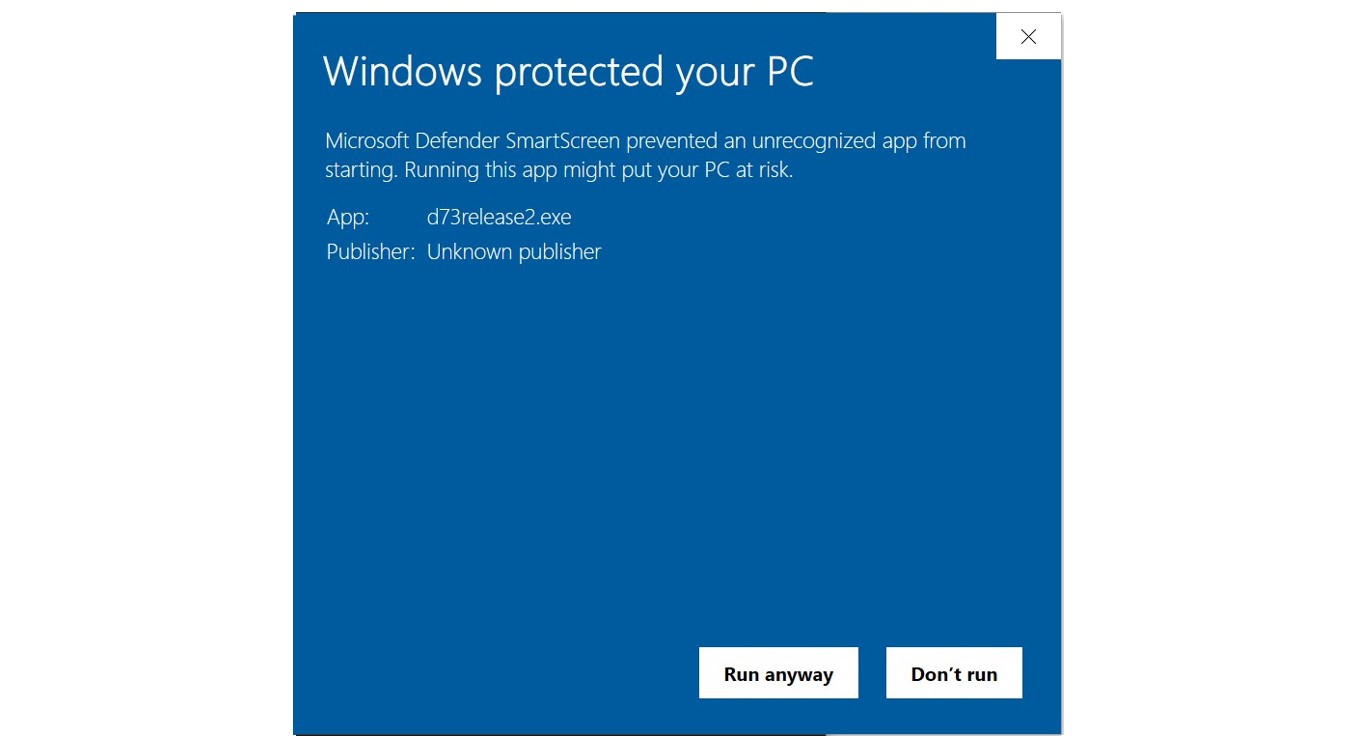 Windows protected your PC
Microsoft Defender SmartScreen prevented an unrecognized app from
starting. Running this app might put your PC at risk.
App: d73release2.exe
Publisher: Unknown publisher
Run anyway Don’t run